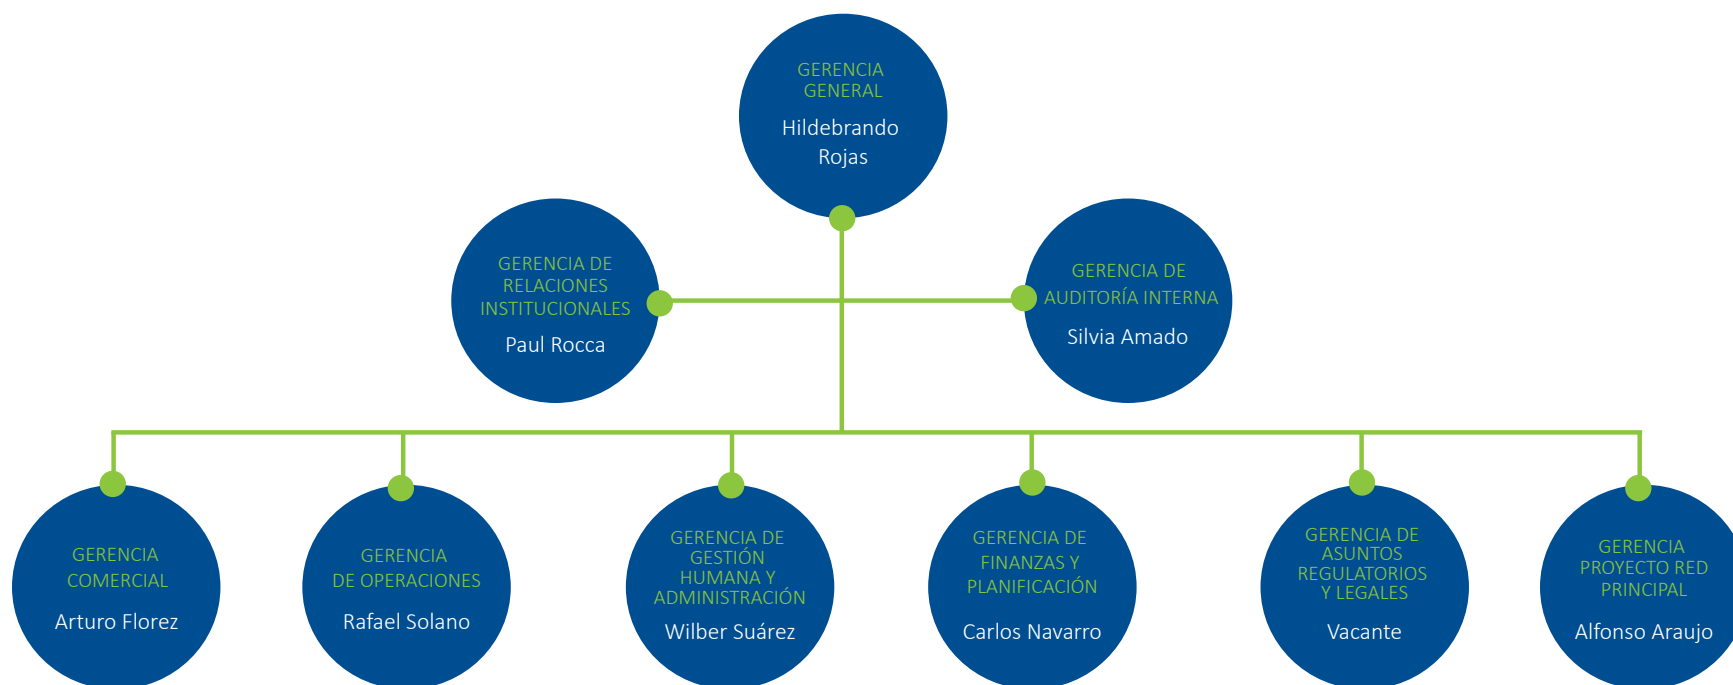 GERENCIA
GENERAL
Hildebrando
Rojas
GERENCIA DE
RELACIONES
INSTITUCIONALES
Paul Rocca
GERENCIA DE
AUDITORÍA INTERNA
Silvia Amado
GERENCIA
COMERCIAL
Arturo Florez
GERENCIA
DE OPERACIONES
Rafael Solano
GERENCIA DE
GESTIÓN
HUMANA Y
ADMINISTRACIÓN
Wilber Suárez
GERENCIA DE
FINANZAS Y
PLANIFICACIÓN
Carlos Navarro
GERENCIA DE
ASUNTOS
REGULATORIOS
Y LEGALES
Vacante
GERENCIA
PROYECTO RED
PRINCIPAL
Alfonso Araujo